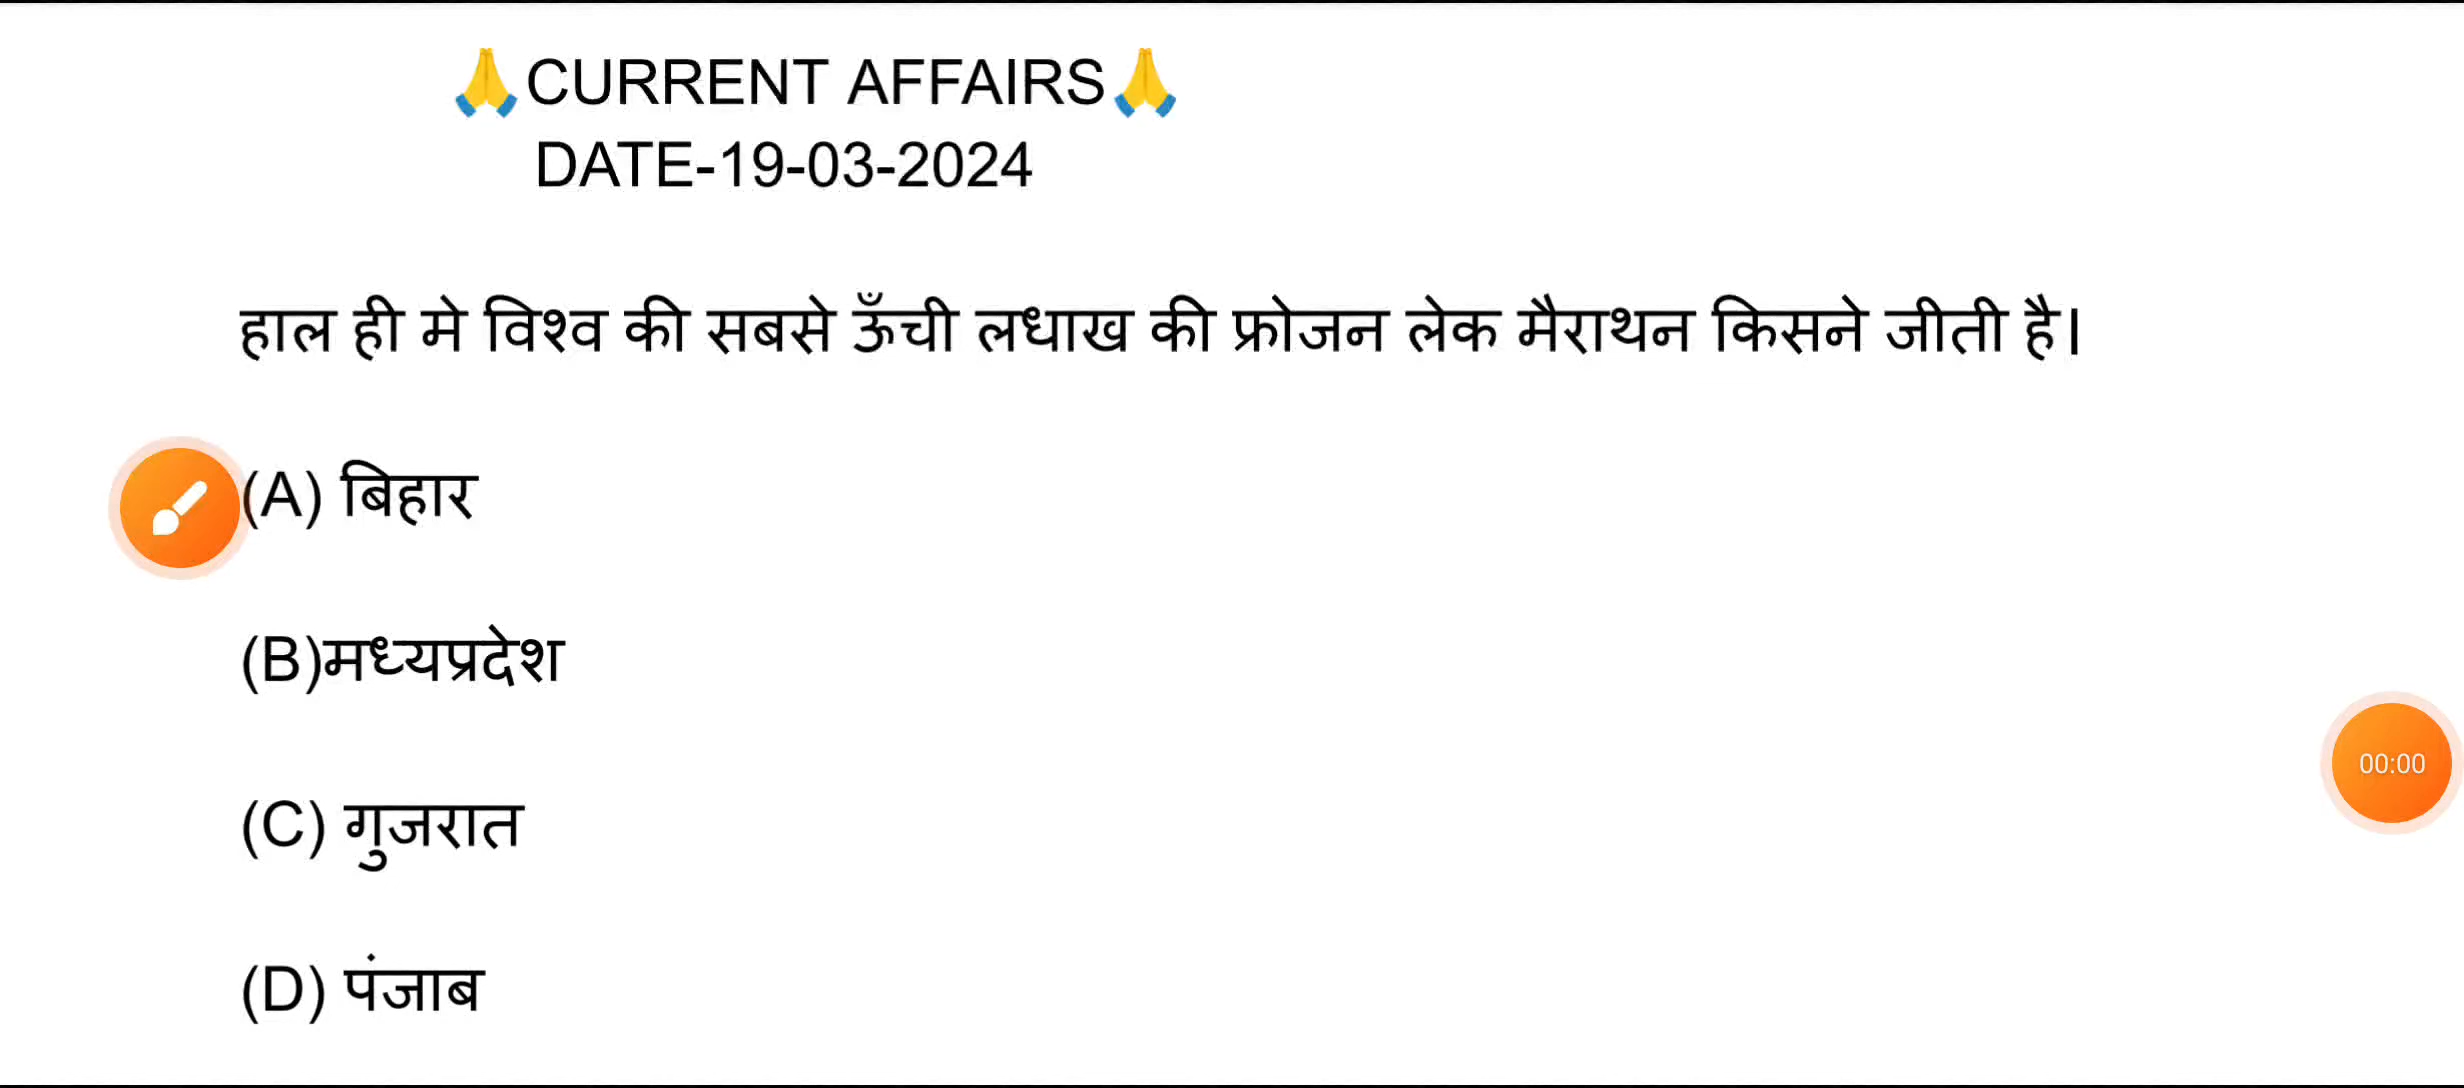 🙏CURRENT AFFAIRS🙏
DATE-19-03-2024
हाल ही मे विश्व की सबसे ऊँची लधाख की फ्रोजन लेक मैराथन किसने जीती है।
(A) बिहार
(B)मध्यप्रदेश
(C) गुजरात
(D) पंजाब
00:00